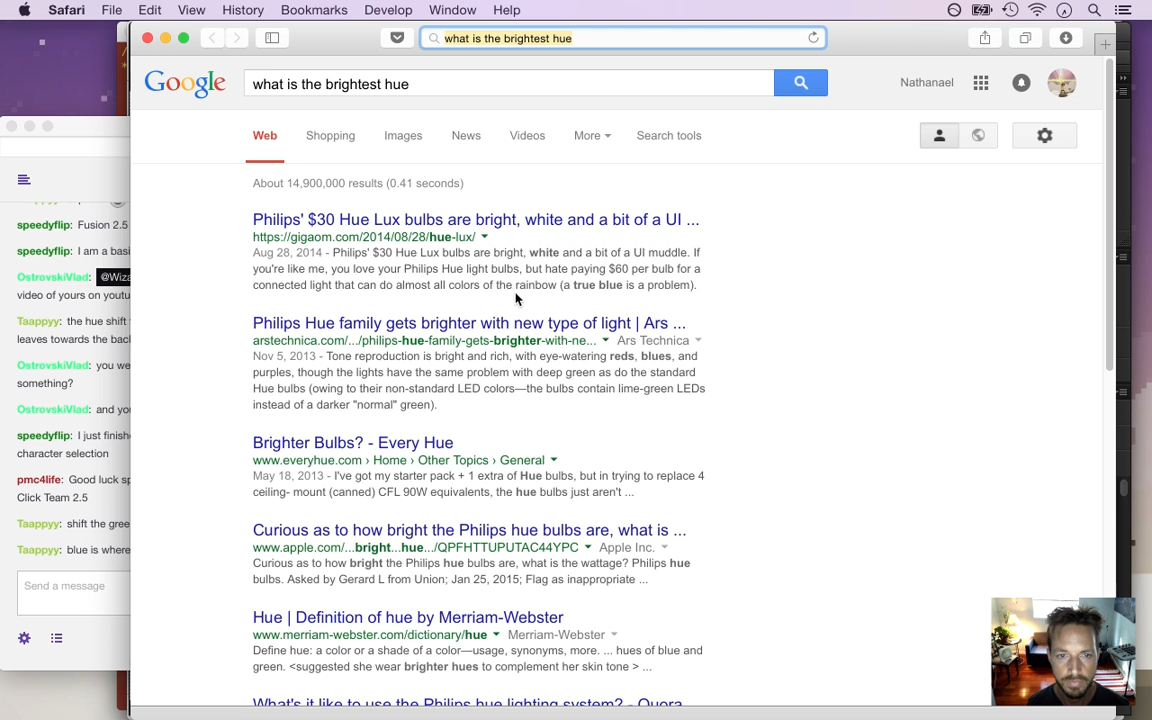 Safari File Edit View History Bookmarks Develop Window Help
what is the brightest hue
Google what is the brightest hue Nathanael
Web Shopping Images News Videos More Search tools
About 14,900,000 results (0.41 seconds)
Philips' $30 Hue Lux bulbs are bright, white and a bit of a UI ...
https://gigaom.com/2014/08/28/hue-lux/
Aug 28, 2014 - Philips' $30 Hue Lux bulbs are bright, white and a bit of a UI muddle. If
you're like me, you love your Philips Hue light bulbs, but hate paying $60 per bulb for a
connected light that can do almost all colors of the rainbow (a true blue is a problem).
Philips Hue family gets brighter with new type of light | Ars ...
arstechnica.com/.../philips-hue-family-gets-brighter-with-ne... Ars Technica
Nov 5, 2013 - Tone reproduction is bright and rich, with eye-watering reds, blues, and
purples, though the lights have the same problem with deep green as do the standard
Hue bulbs (owing to their non-standard LED colors—the bulbs contain lime-green LEDs
instead of a darker "normal" green).
Brighter Bulbs? - Every Hue
www.everyhue.com › Home › Other Topics › General
May 18, 2013 - I've got my starter pack + 1 extra of Hue bulbs, but in trying to replace 4
ceiling- mount (canned) CFL 90W equivalents, the hue bulbs just aren't ...
Curious as to how bright the Philips hue bulbs are, what is ...
www.apple.com/...bright...hue.../QPFHTTUPUTAC44YPC Apple Inc.
Curious as to how bright the Philips hue bulbs are, what is the wattage? Philips hue
bulbs. Asked by Gerard L from Union; Jan 25, 2015; Flag as inappropriate ...
Hue | Definition of hue by Merriam-Webster
www.merriam-webster.com/dictionary/hue Merriam-Webster
Define hue: a color or a shade of a color—usage, synonyms, more. ... hues of blue and
green. <suggested she wear brighter hues to complement her skin tone > ...
What's it like to use the Philips hue lighting system? - Quora
speedyflip: Fusion 2.5
speedyflip: I am a basi
OstrovskiVlad: @Wiza
video of yours on youtu
Taappyy: the hue shift
leaves towards the bac
OstrovskiVlad: you we
something?
OstrovskiVlad: and you
speedyflip: I just finishe
character selection
pmc4life: Good luck sp
Click Team 2.5
Taappyy: shift the gree
Taappyy: blue is where
Send a message